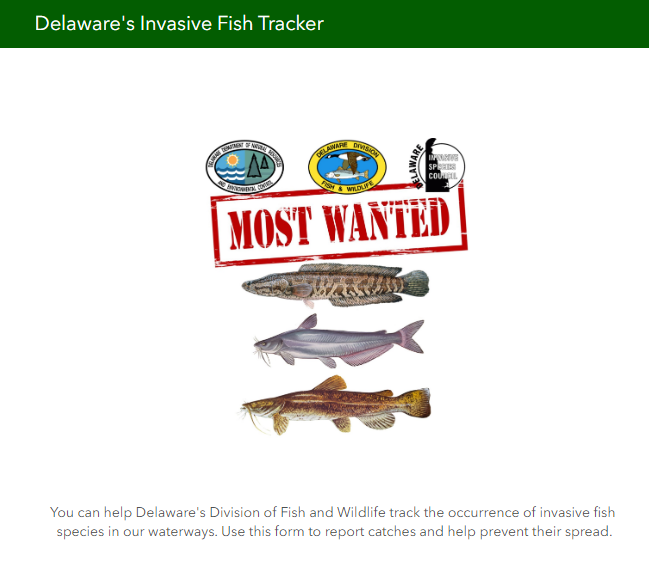 Delaware's Invasive Fish Tracker
DELAWARE DEPARTMENT OF NATURAL RESOURCES
AND ENVIRONMENTAL CONTROL
DELAWARE DIVISION
FISH & WILDLIFE
DELAWARE
INVASIVE
SPECIES
COUNCIL
MOST WANTED
You can help Delaware's Division of Fish and Wildlife track the occurrence of invasive fish
species in our waterways. Use this form to report catches and help prevent their spread.